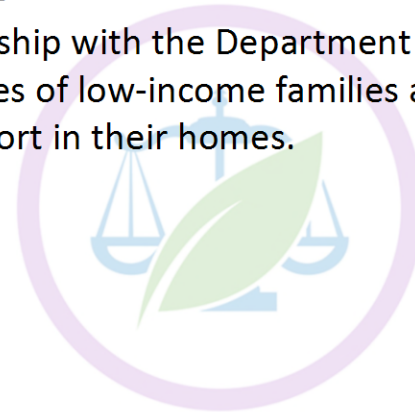 ship with the Department
es of low-income families a
ort in their homes.